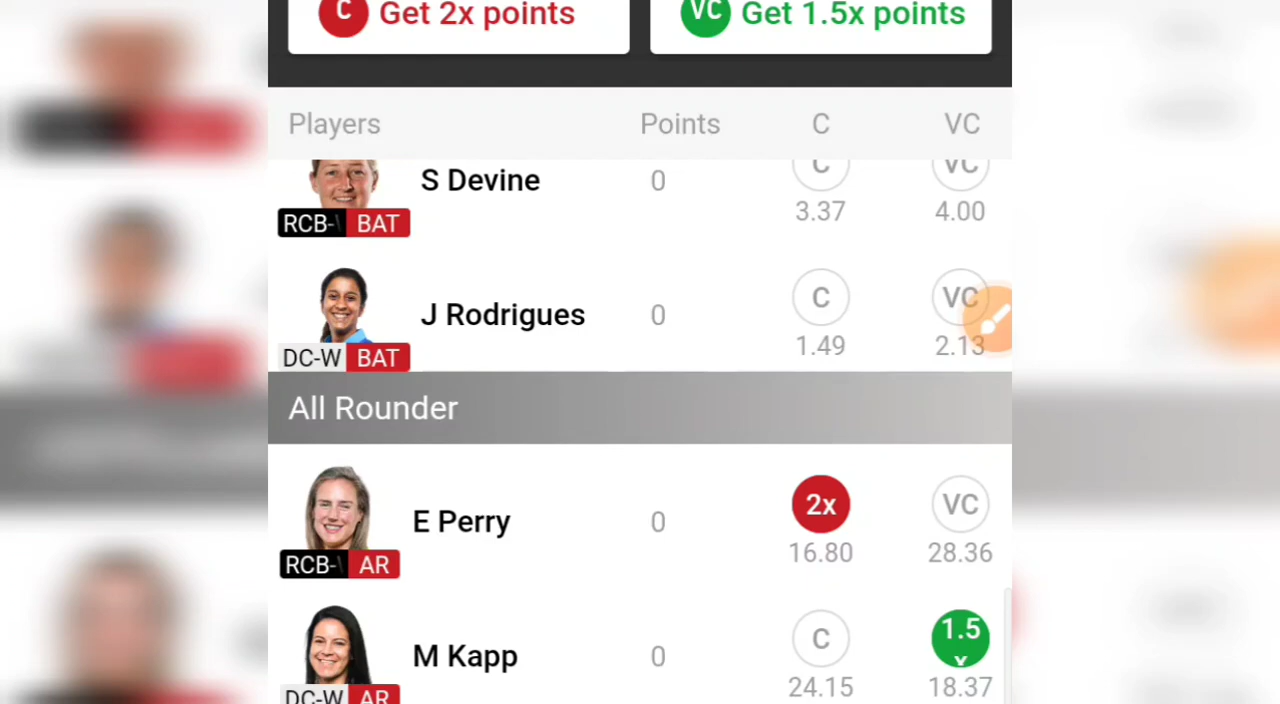 C Get 2x points
VC Get 1.5x points
Players Points C VC
S Devine 0 C VC
3.37 4.00
RCB- BAT
J Rodrigues 0 C VC
1.49 2.13
DC-W BAT
All Rounder
E Perry 0 2x VC
16.80 28.36
RCB- AR
M Kapp 0 C 1.5x
24.15 18.37
DC-W AR